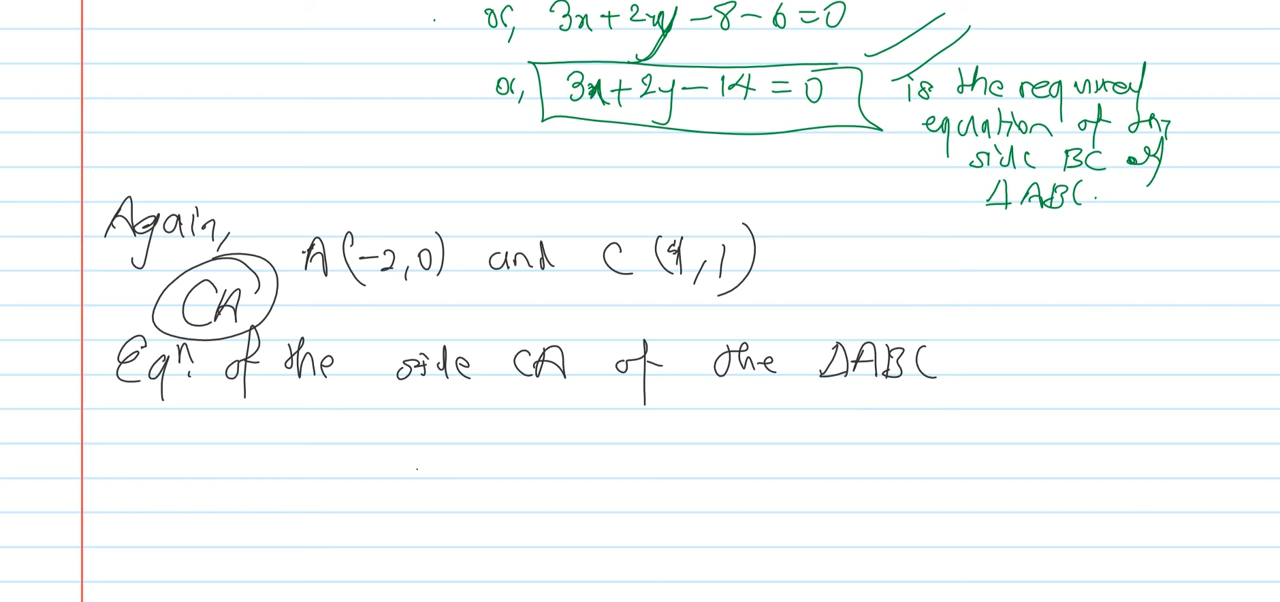 or, 3x + 2y - 8 - 6 = 0
or, 3x + 2y - 14 = 0
is the required
equation of the
side BC of
ΔABC.
Again,
A(-2,0) and C(4,1)
CA
Eqn. of the side CA of the ΔABC